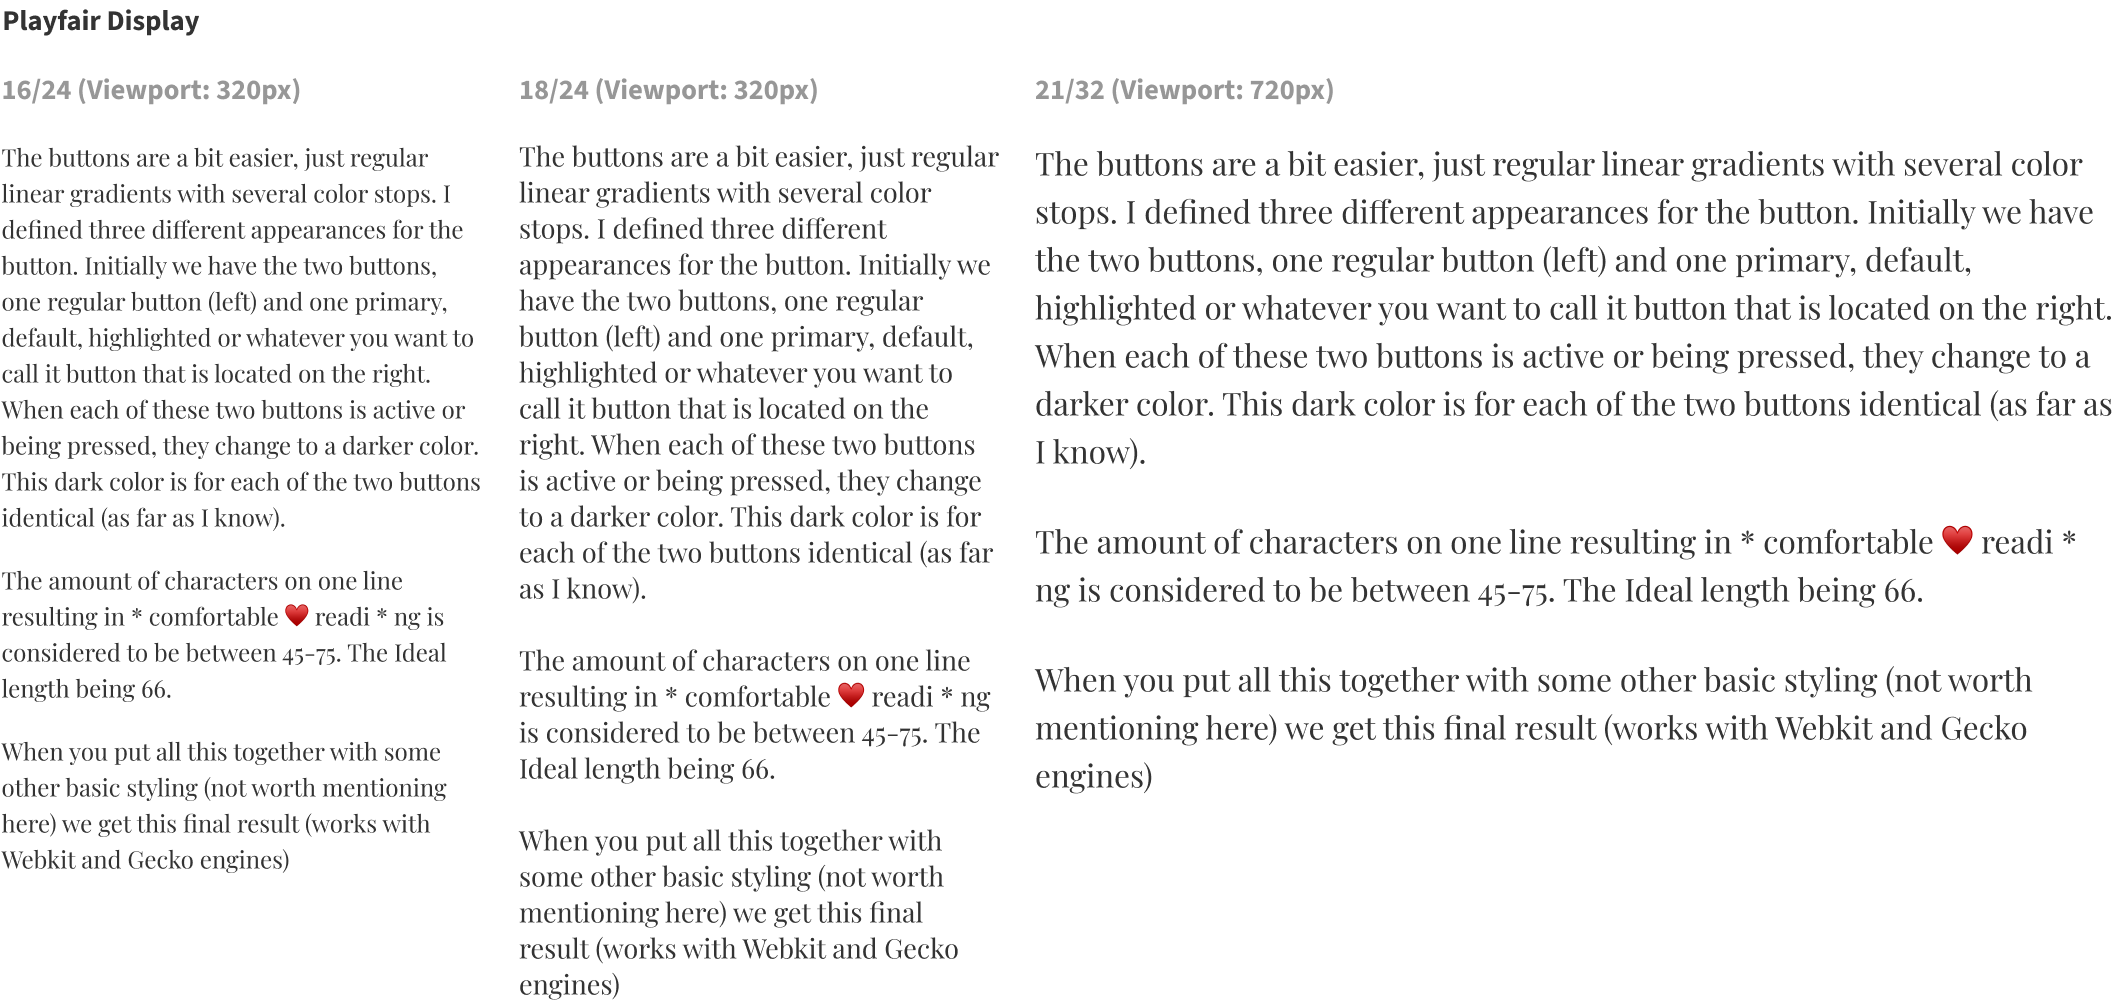 Playfair Display
16/24 (Viewport: 320px)
The buttons are a bit easier, just regular
linear gradients with several color stops. I
defined three different appearances for the
button. Initially we have the two buttons,
one regular button (left) and one primary,
default, highlighted or whatever you want to
call it button that is located on the right.
When each of these two buttons is active or
being pressed, they change to a darker color.
This dark color is for each of the two buttons
identical (as far as I know).
The amount of characters on one line
resulting in * comfortable ♥ readi * ng is
considered to be between 45-75. The Ideal
length being 66.
When you put all this together with some
other basic styling (not worth mentioning
here) we get this final result (works with
Webkit and Gecko engines)
18/24 (Viewport: 320px)
The buttons are a bit easier, just regular
linear gradients with several color
stops. I defined three different
appearances for the button. Initially we
have the two buttons, one regular
button (left) and one primary, default,
highlighted or whatever you want to
call it button that is located on the
right. When each of these two buttons
is active or being pressed, they change
to a darker color. This dark color is for
each of the two buttons identical (as far
as I know).
The amount of characters on one line
resulting in * comfortable ♥ readi * ng
is considered to be between 45-75. The
Ideal length being 66.
When you put all this together with
some other basic styling (not worth
mentioning here) we get this final
result (works with Webkit and Gecko
engines)
21/32 (Viewport: 720px)
The buttons are a bit easier, just regular linear gradients with several color
stops. I defined three different appearances for the button. Initially we have
the two buttons, one regular button (left) and one primary, default,
highlighted or whatever you want to call it button that is located on the right.
When each of these two buttons is active or being pressed, they change to a
darker color. This dark color is for each of the two buttons identical (as far as
I know).
The amount of characters on one line resulting in * comfortable ♥ readi *
ng is considered to be between 45-75. The Ideal length being 66.
When you put all this together with some other basic styling (not worth
mentioning here) we get this final result (works with Webkit and Gecko
engines)